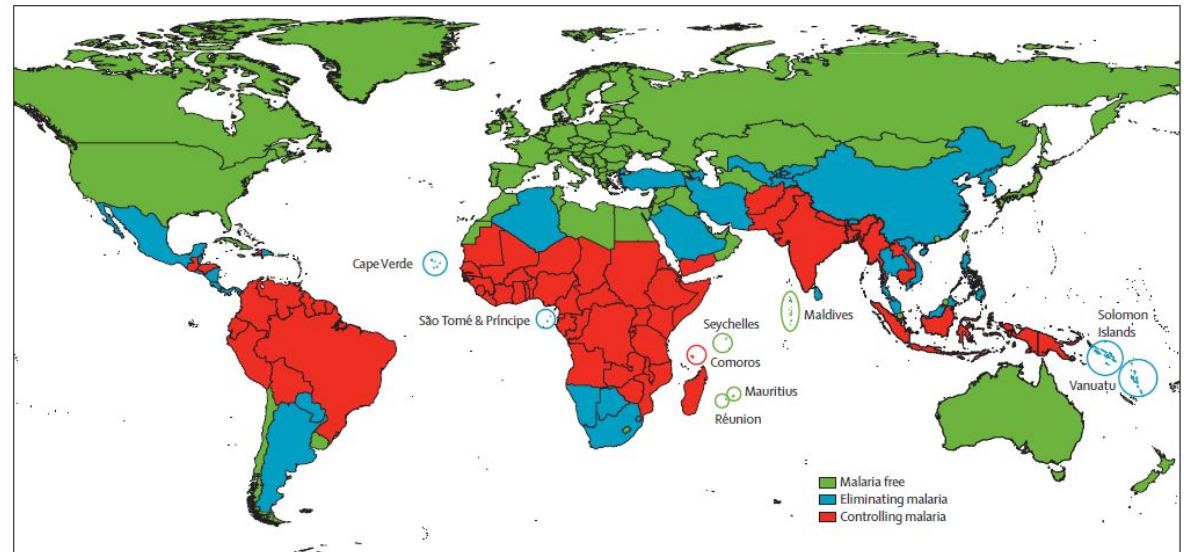 Cape Verde
São Tomé & Príncipe
Seychelles
Comoros
Mauritius
Réunion
Maldives
Solomon
Islands
Vanuatu
Malaria free
Eliminating malaria
Controlling malaria